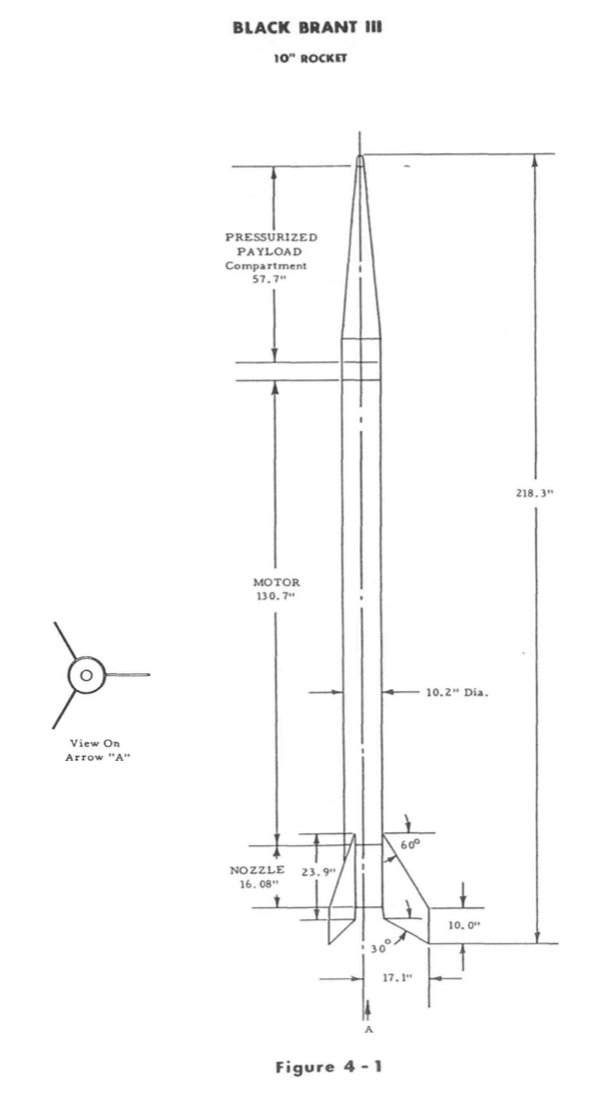 BLACK BRANT III
10" ROCKET
PRESSURIZED
PAYLOAD
Compartment
57.7"
218.3"
MOTOR
130.7"
10.2" Dia.
View On
Arrow "A"
60°
NOZZLE
16.08"
23.9"
10.0"
30°
17.1"
A
Figure 4 - 1